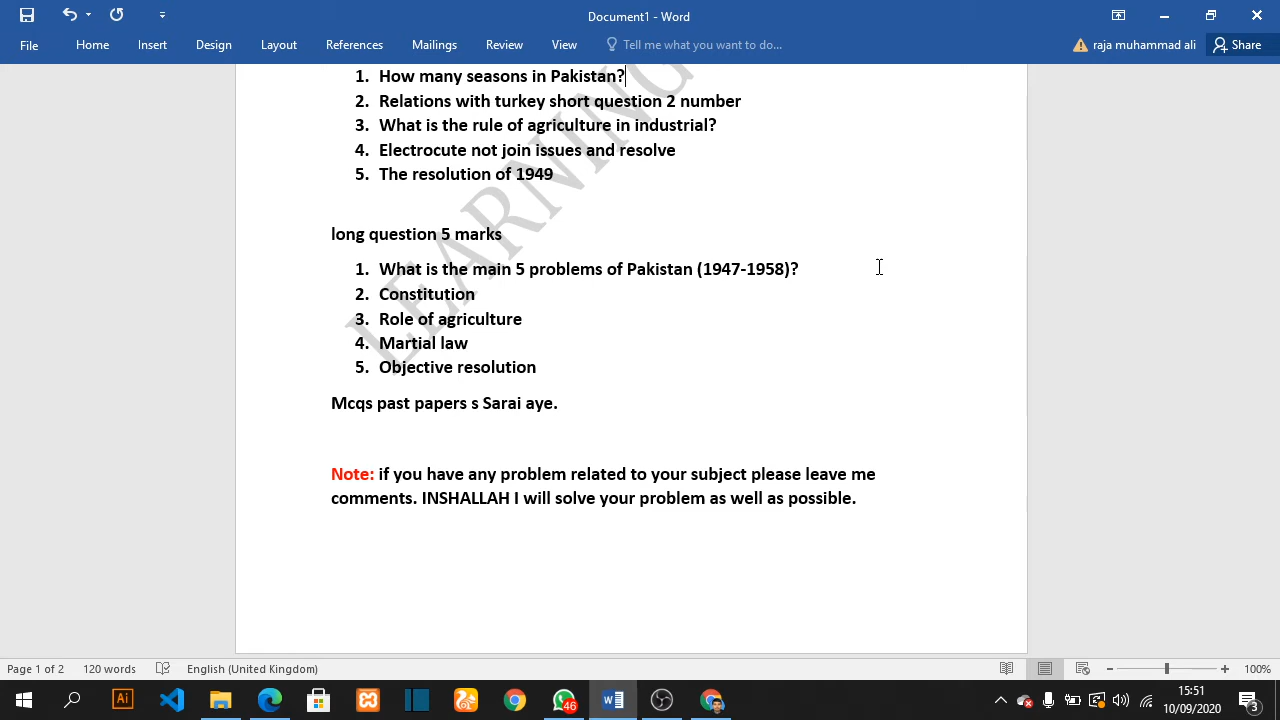 Document1 - Word
File Home Insert Design Layout References Mailings Review View Tell me what you want to do... raja muhammad ali Share
1. How many seasons in Pakistan?
2. Relations with turkey short question 2 number
3. What is the rule of agriculture in industrial?
4. Electrocute not join issues and resolve
5. The resolution of 1949
LEARNING
long question 5 marks
1. What is the main 5 problems of Pakistan (1947-1958)?
2. Constitution
3. Role of agriculture
4. Martial law
5. Objective resolution
Mcqs past papers s Sarai aye.
Note: if you have any problem related to your subject please leave me
comments. INSHALLAH I will solve your problem as well as possible.
Page 1 of 2 120 words English (United Kingdom) 100%
Ai 46 15:51
10/09/2020 3